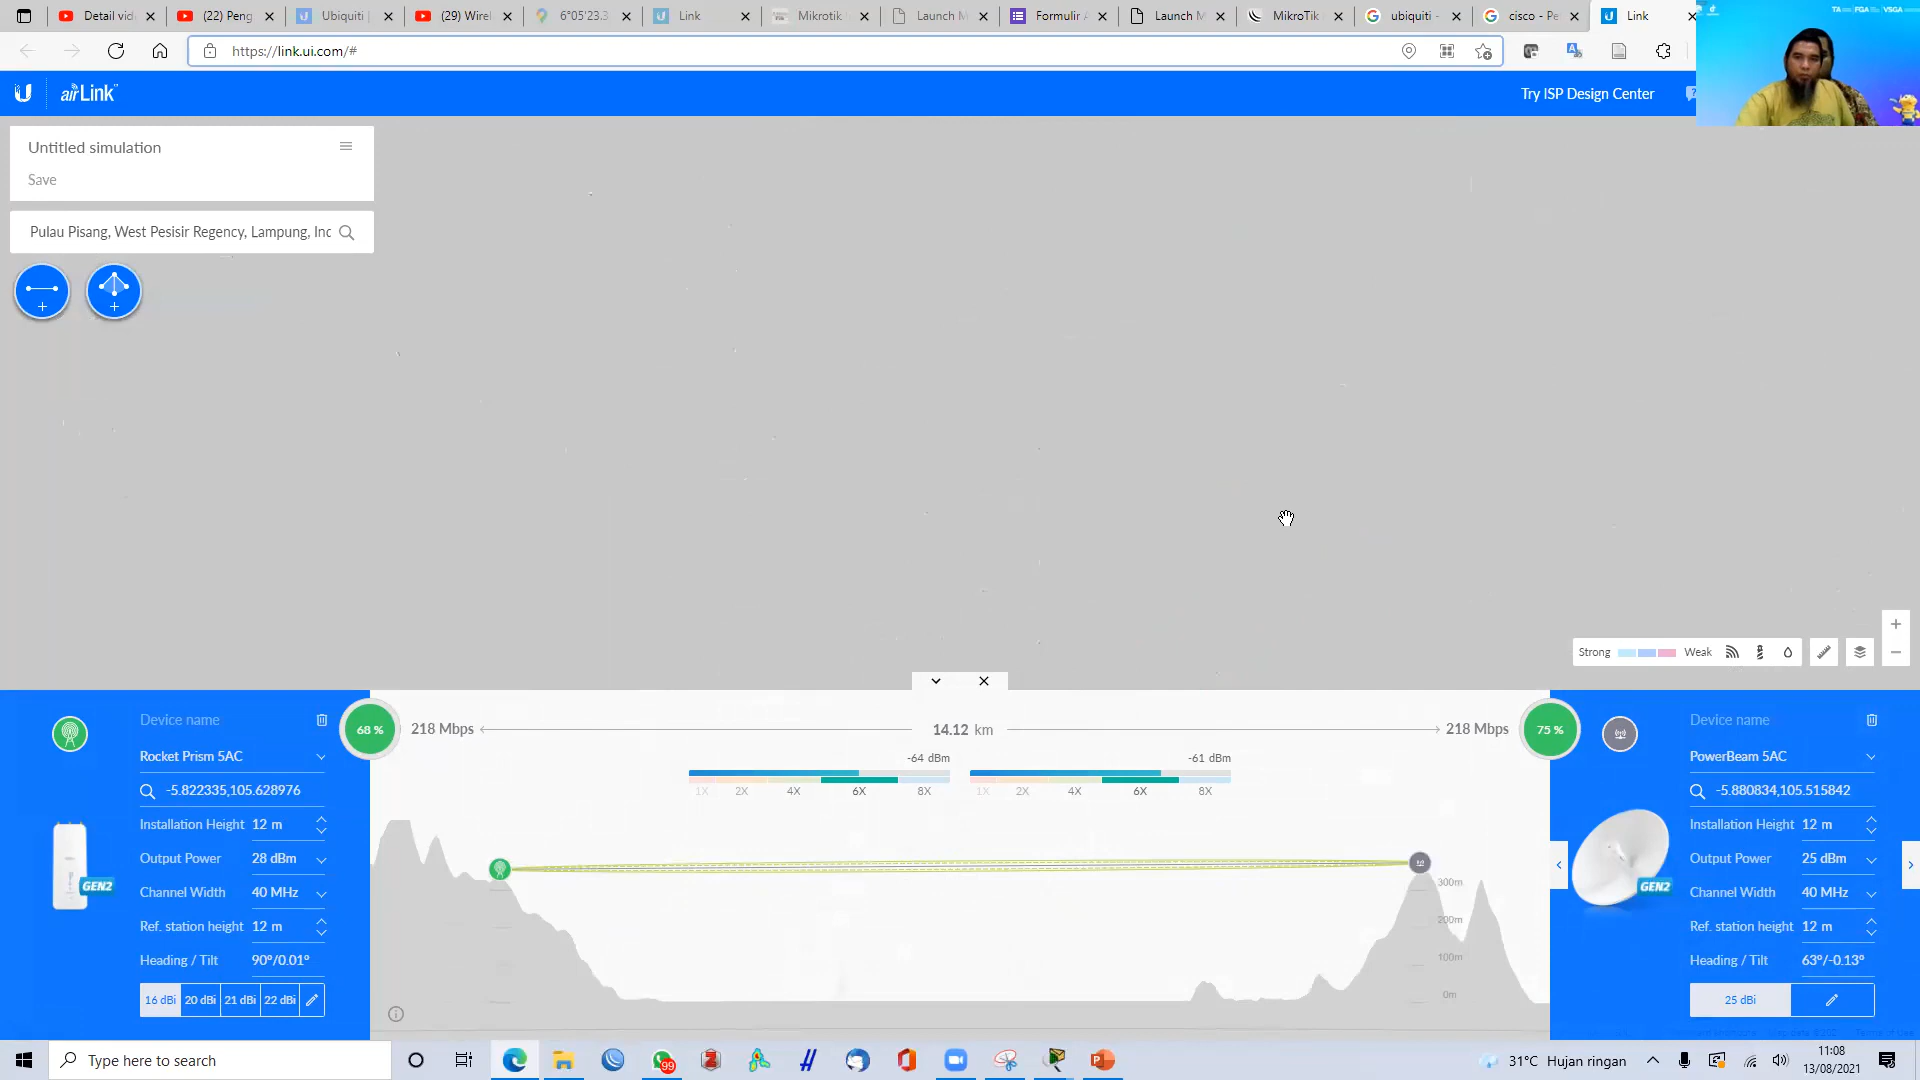 Detail vid
(22) Peng
Ubiquiti |
(29) Wirel
6°05'23.3
Link
Mikrotik
Launch M
Formulir
Launch M
MikroTik
ubiquiti -
cisco - Pe
Link
https://link.ui.com/#
airLink
Try ISP Design Center
TA FGA VSGA
Untitled simulation
Save
Pulau Pisang, West Pesisir Regency, Lampung, Inc
Strong
Weak
Device name
Rocket Prism 5AC
-5.822335,105.628976
Installation Height 12 m
Output Power 28 dBm
Channel Width 40 MHz
Ref. station height 12 m
Heading / Tilt 90°/0.01°
16 dBi 20 dBi 21 dBi 22 dBi
GEN2
68 %
218 Mbps
14.12 km
218 Mbps
75 %
-64 dBm
-61 dBm
1X 2X 4X 6X 8X
1X 2X 4X 6X 8X
300m
200m
100m
0m
Device name
PowerBeam 5AC
-5.880834,105.515842
Installation Height 12 m
Output Power 25 dBm
Channel Width 40 MHz
Ref. station height 12 m
Heading / Tilt 63°/-0.13°
25 dBi
GEN2
Type here to search
99
31°C Hujan ringan
11:08
13/08/2021